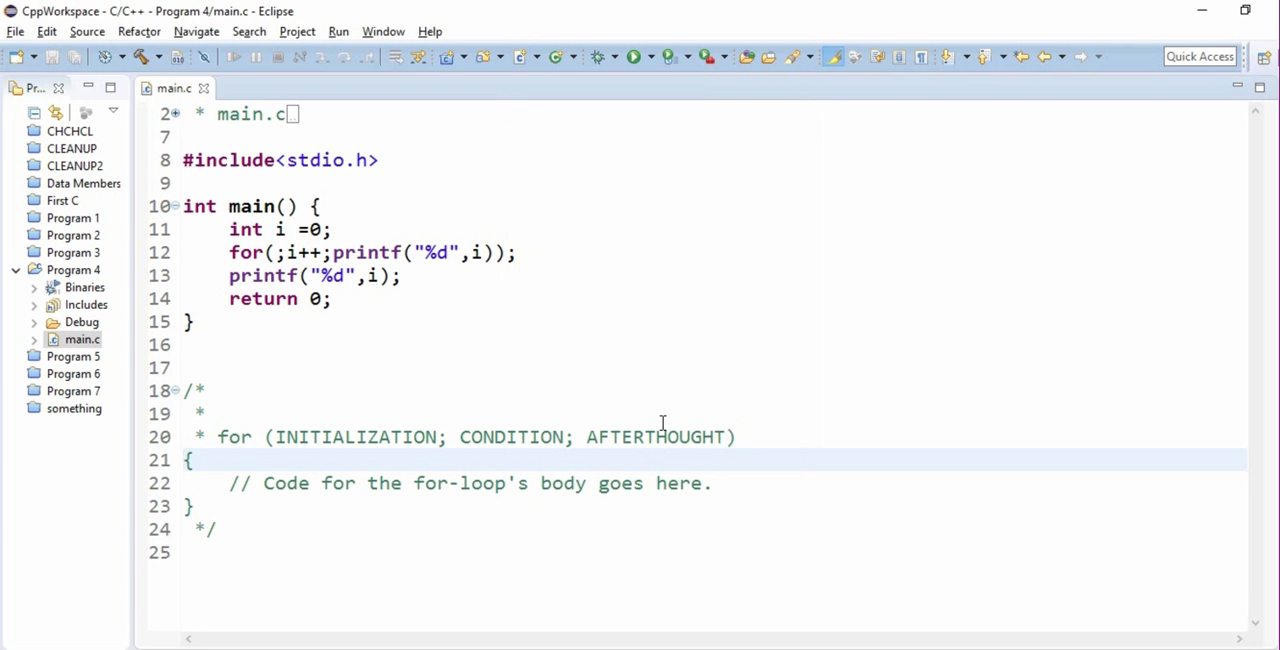 CppWorkspace - C/C++ - Program 4/main.c - Eclipse
File Edit Source Refactor Navigate Search Project Run Window Help
Quick Access
Pr...
main.c
CHCHCL
CLEANUP
CLEANUP2
Data Members
First C
Program 1
Program 2
Program 3
Program 4
Binaries
Includes
Debug
main.c
Program 5
Program 6
Program 7
something
2 * main.c
7
8 #include<stdio.h>
9
10 int main() {
11 int i =0;
12 for(;i++;printf("%d",i));
13 printf("%d",i);
14 return 0;
15 }
16
17
18 /*
19 *
20 * for (INITIALIZATION; CONDITION; AFTERTHOUGHT)
21 {
22 // Code for the for-loop's body goes here.
23 }
24 */
25